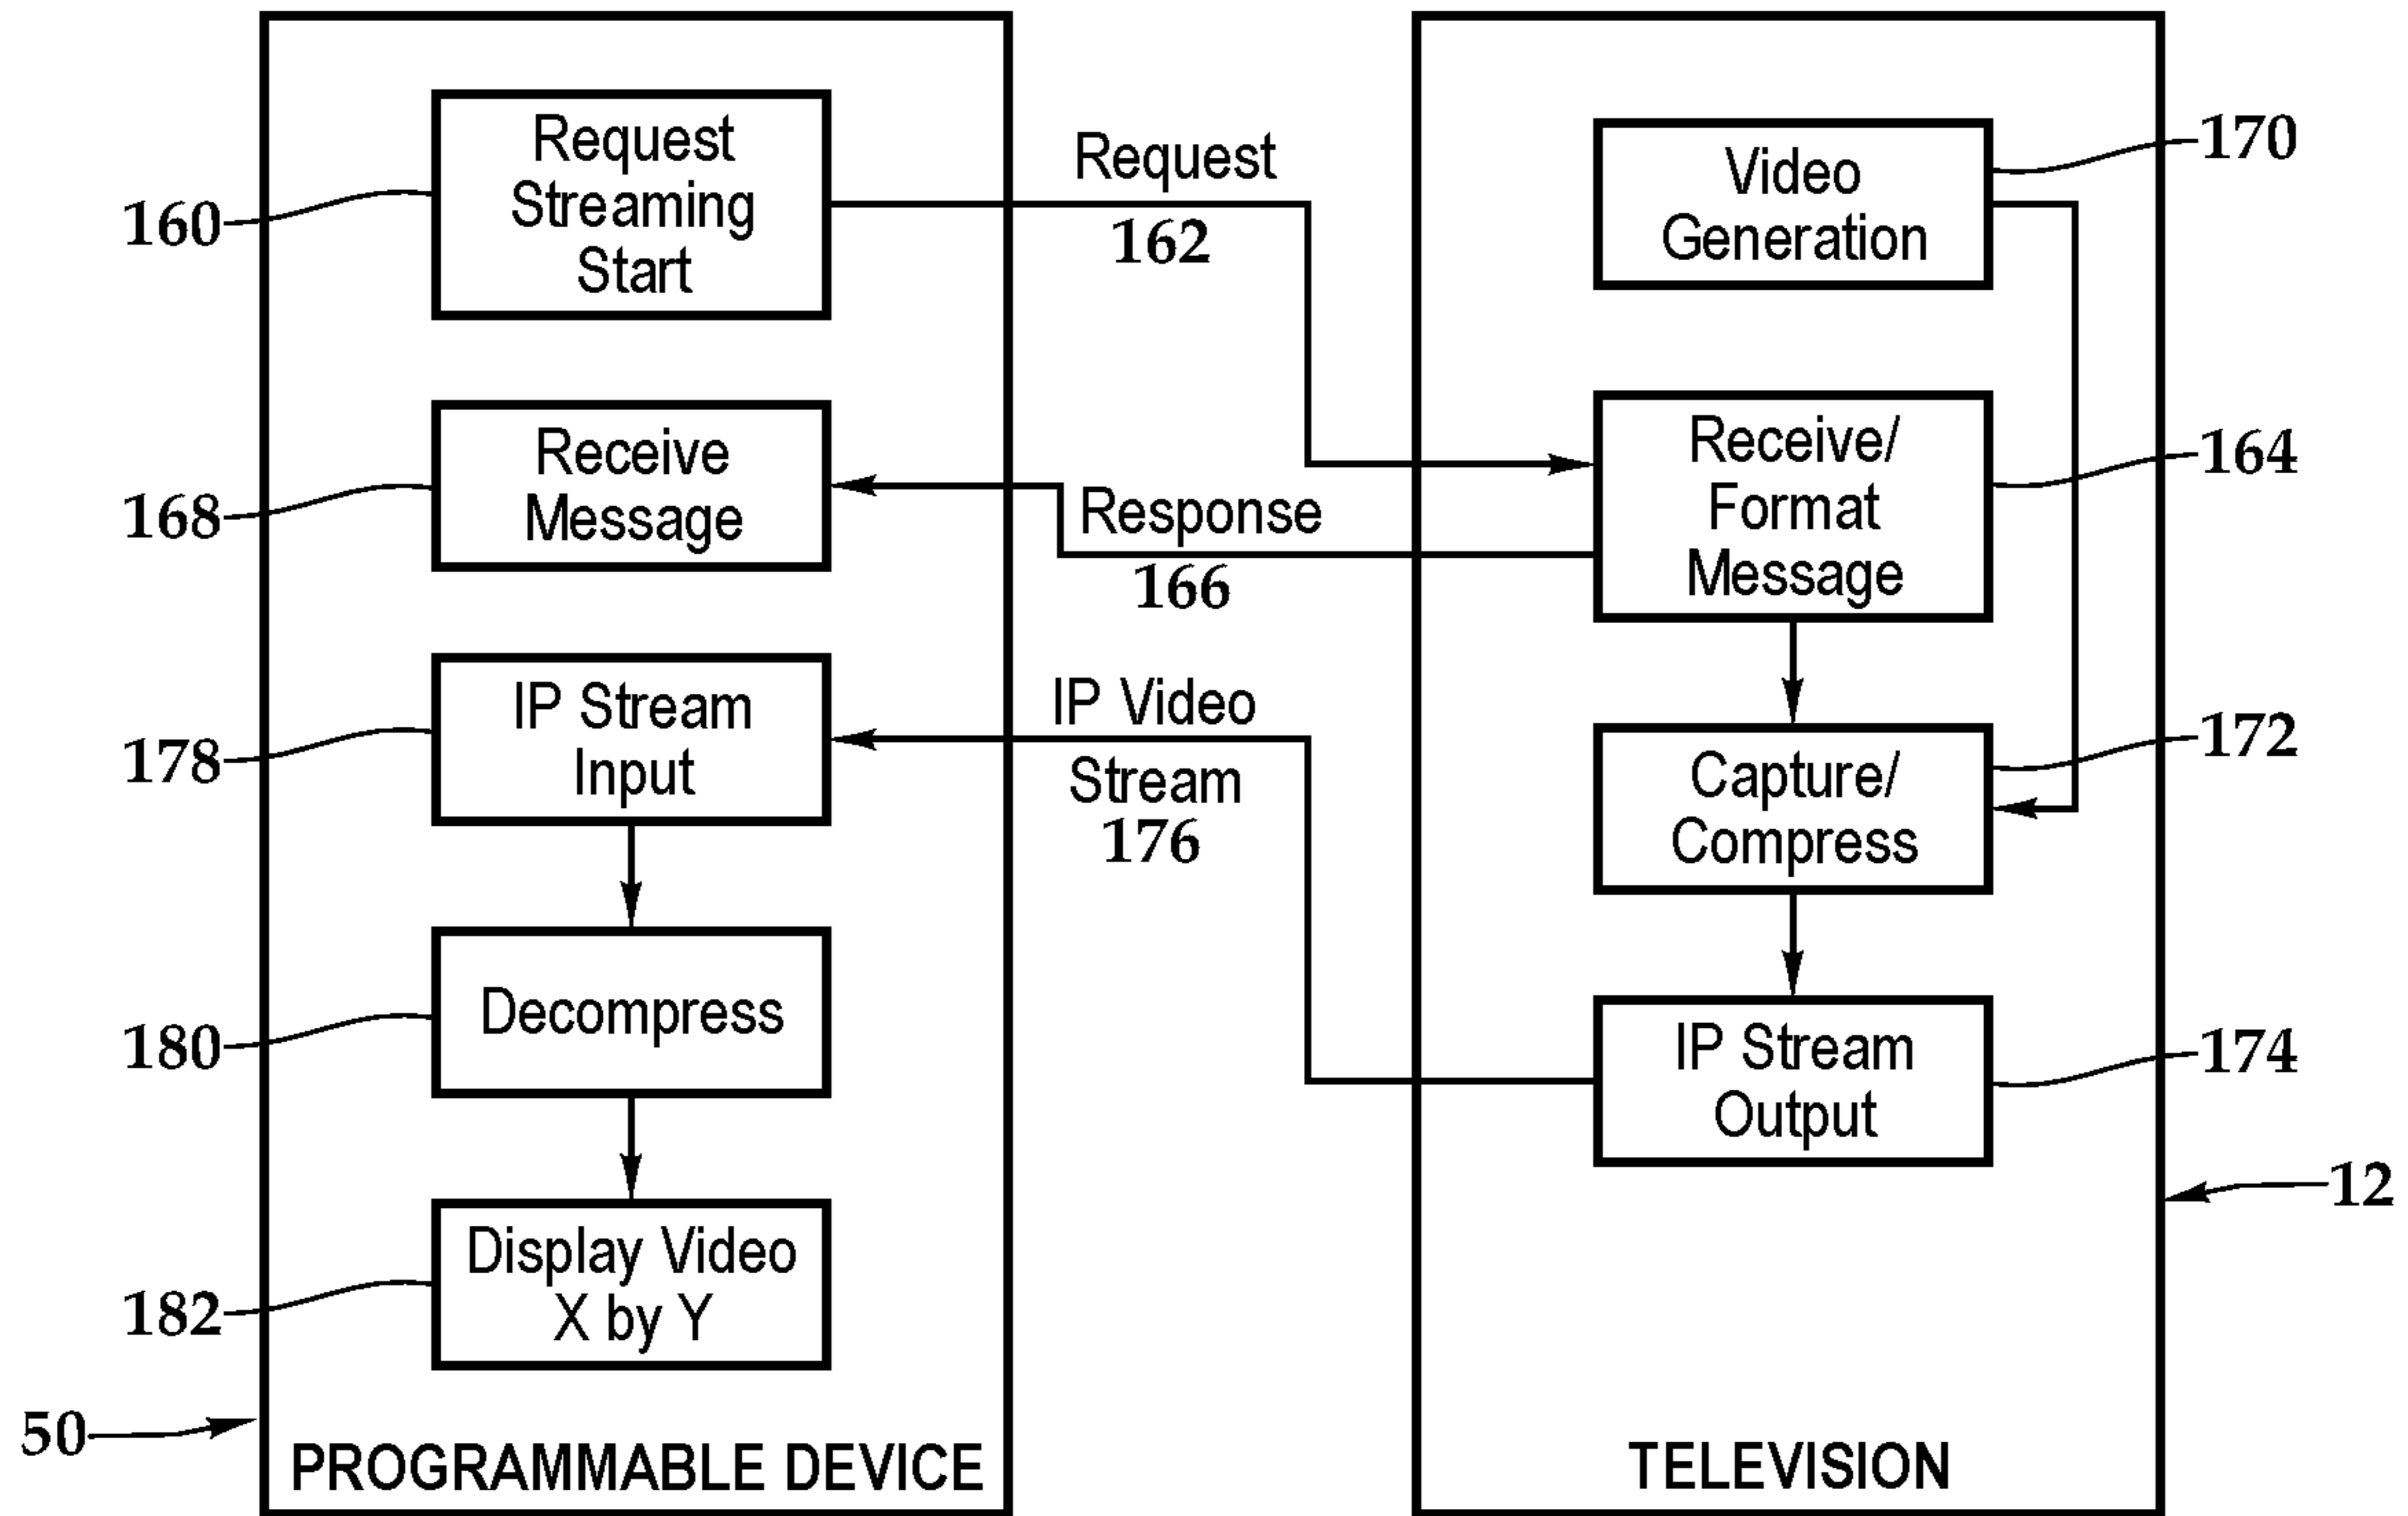 Request
Streaming
Start
160
Request
162
Video
Generation
170
Receive
Message
168
Response
166
Receive/
Format
Message
164
IP Stream
Input
178
IP Video
Stream
176
Capture/
Compress
172
Decompress
180
IP Stream
Output
174
12
Display Video
X by Y
182
50
PROGRAMMABLE DEVICE
TELEVISION